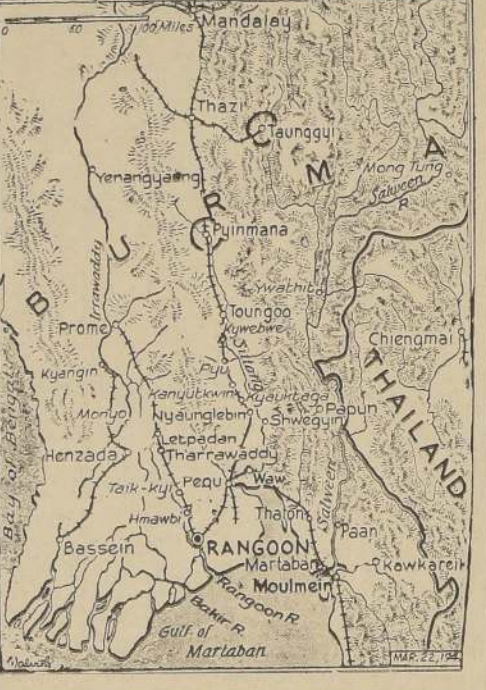 0 50 100 Miles
Mandalay
Thazi
Taunggyi
Mong Tung
Salween R
BURMA
Yenangyaung
Pyinmana
Irrawaddy
Ywathit
Toungoo
Kywebwe
Prome
Chiengmai
THAILAND
Sittang
Kyangin
Pyu
Kanyutkwin
Kyauktaga
Monyo
Nyaunglebin
Papun
Shwegyin
Letpadan
Henzada
Tharrawaddy
Bay of Bengal
Taik-kyi
Pegu
Waw
Salween
Hmawbi
Thaton
Paan
Bassein
RANGOON
Martaban
Kawkareik
Moulmein
Rangoon R.
Bakir R.
Gulf of
Martaban
MAR. 22, 19